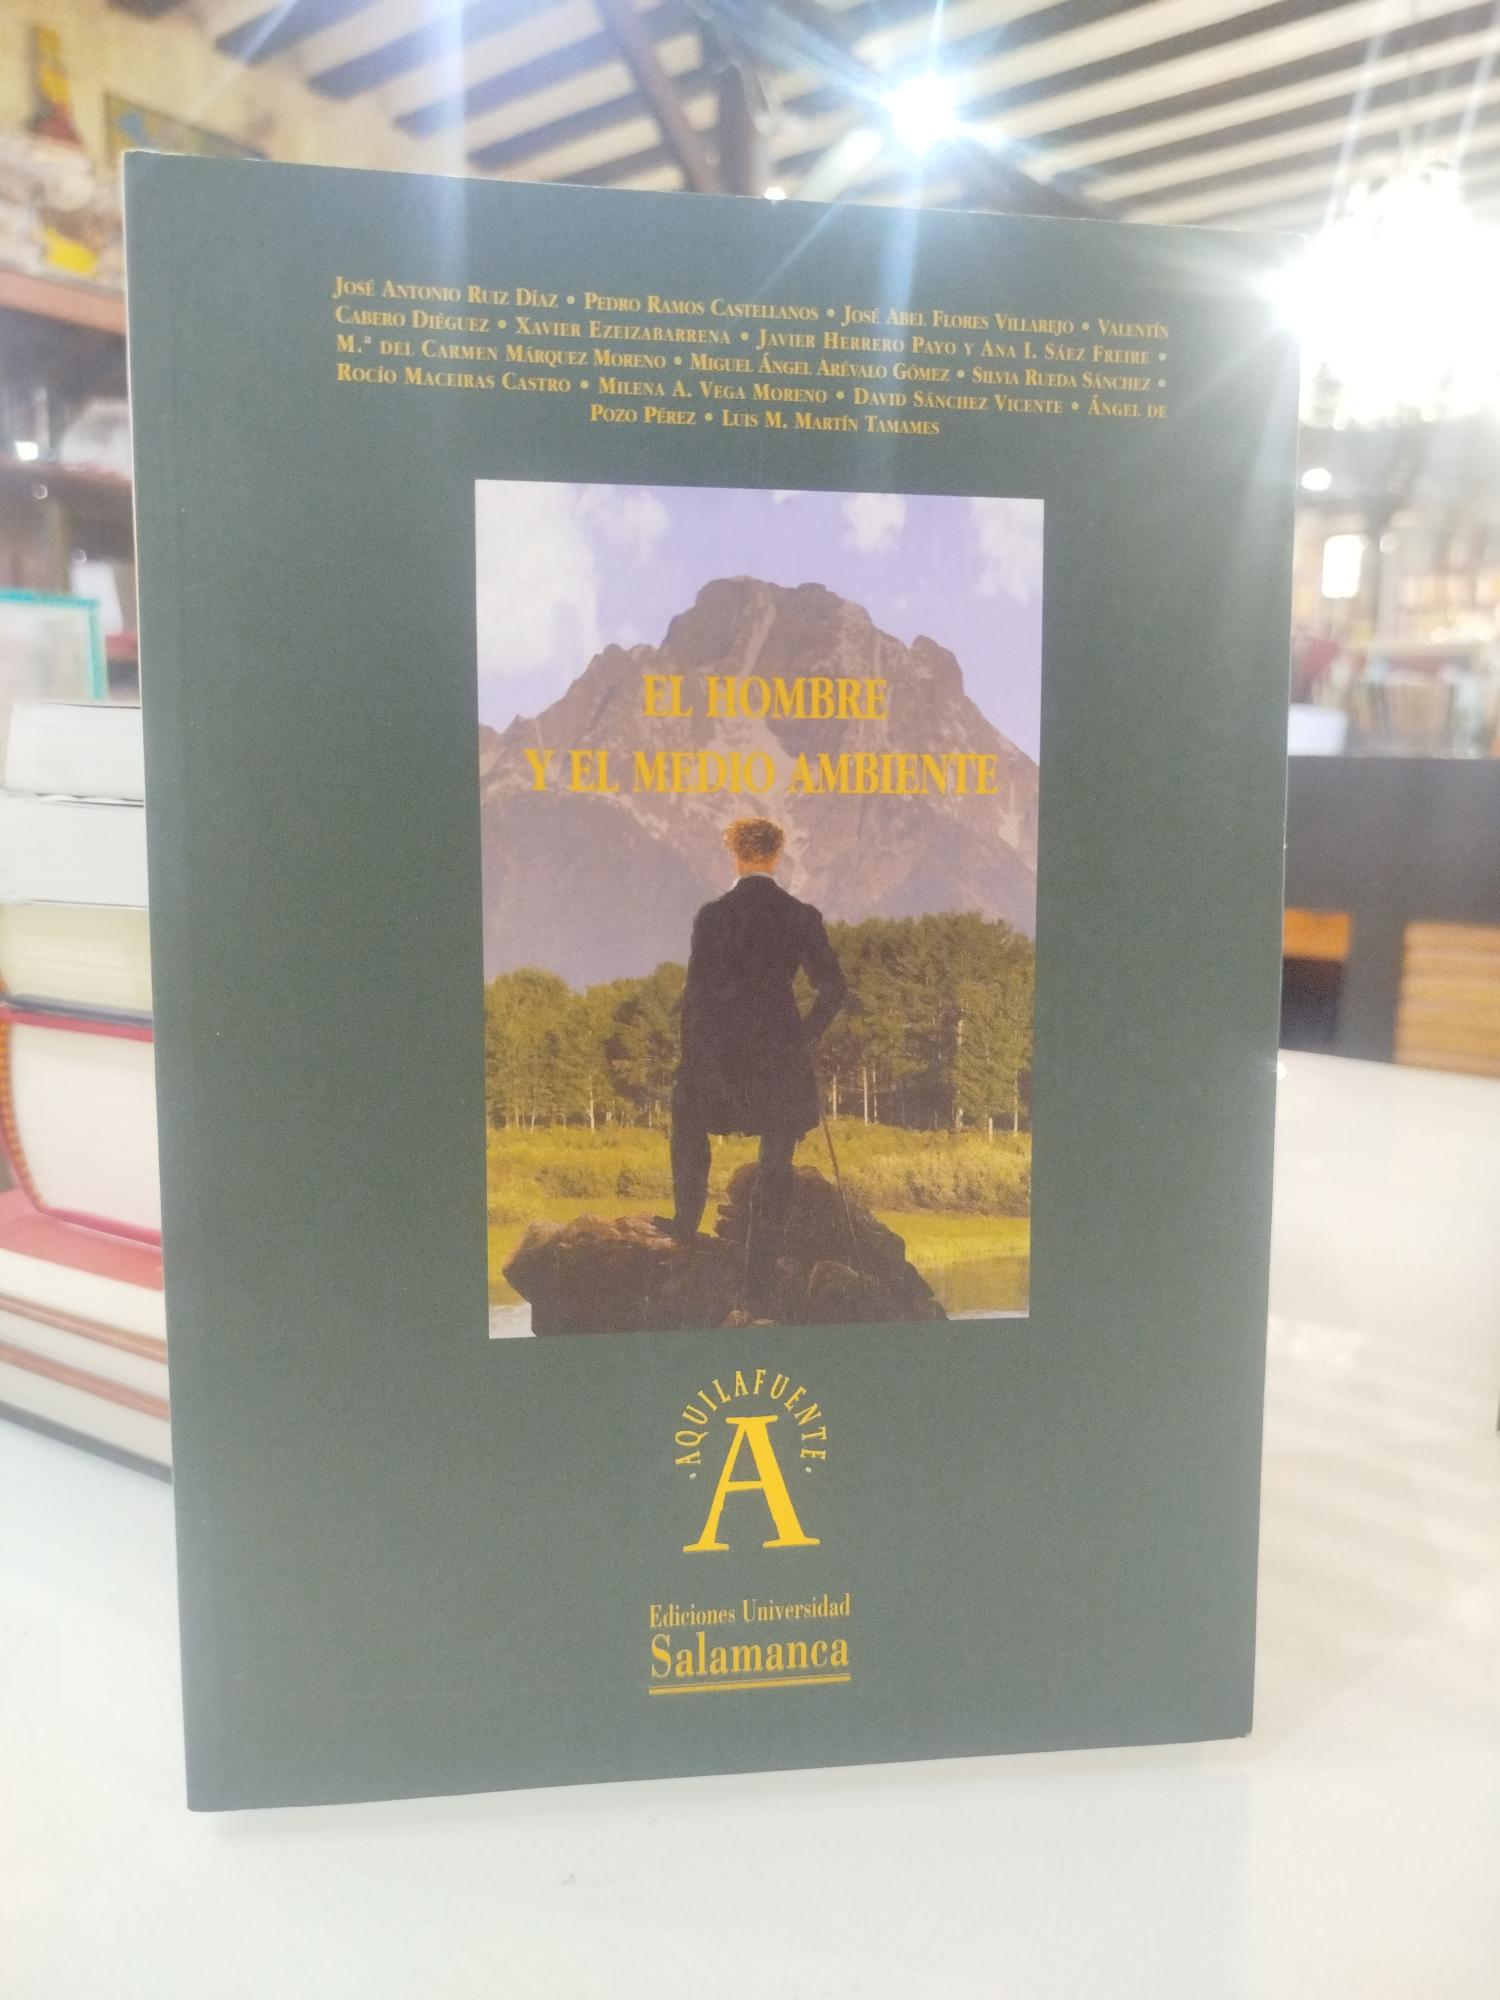 JOSÉ ANTONIO RUIZ DÍAZ • PEDRO RAMOS CASTELLANOS • JOSÉ ABEL FLORES VILLAREJO • VALENTÍN
CABERO DIÉGUEZ • XAVIER EZEIZABARRENA • JAVIER HERRERO PAYO Y ANA I. SÁEZ FREIRE •
M.ª DEL CARMEN MÁRQUEZ MORENO • MIGUEL ÁNGEL ARÉVALO GÓMEZ • SILVIA RUEDA SÁNCHEZ •
ROCÍO MACEIRAS CASTRO • MILENA A. VEGA MORENO • DAVID SÁNCHEZ VICENTE • ÁNGEL DE
POZO PÉREZ • LUIS M. MARTÍN TAMAMES
EL HOMBRE
Y EL MEDIO AMBIENTE
• AQUILAFUENTE •
A
Ediciones Universidad
Salamanca